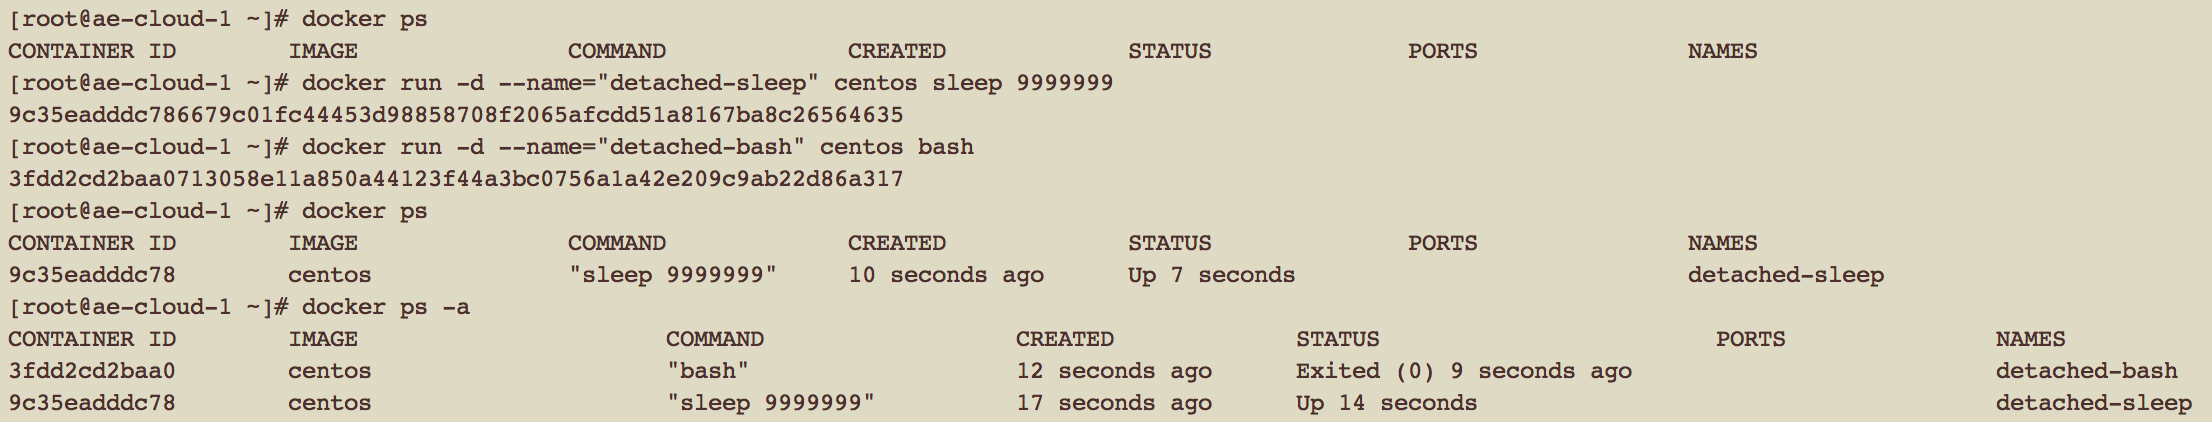 [root@ae-cloud-1 ~]# docker ps
CONTAINER ID        IMAGE               COMMAND             CREATED             STATUS              PORTS               NAMES
[root@ae-cloud-1 ~]# docker run -d --name="detached-sleep" centos sleep 9999999
9c35eadddc786679c01fc44453d98858708f2065afcdd51a8167ba8c26564635
[root@ae-cloud-1 ~]# docker run -d --name="detached-bash" centos bash
3fdd2cd2baa0713058e11a850a44123f44a3bc0756a1a42e209c9ab22d86a317
[root@ae-cloud-1 ~]# docker ps
CONTAINER ID        IMAGE               COMMAND             CREATED             STATUS              PORTS               NAMES
9c35eadddc78        centos              "sleep 9999999"     10 seconds ago      Up 7 seconds                            detached-sleep
[root@ae-cloud-1 ~]# docker ps -a
CONTAINER ID        IMAGE                      COMMAND                  CREATED             STATUS                        PORTS               NAMES
3fdd2cd2baa0        centos                     "bash"                   12 seconds ago      Exited (0) 9 seconds ago                          detached-bash
9c35eadddc78        centos                     "sleep 9999999"          17 seconds ago      Up 14 seconds                                     detached-sleep